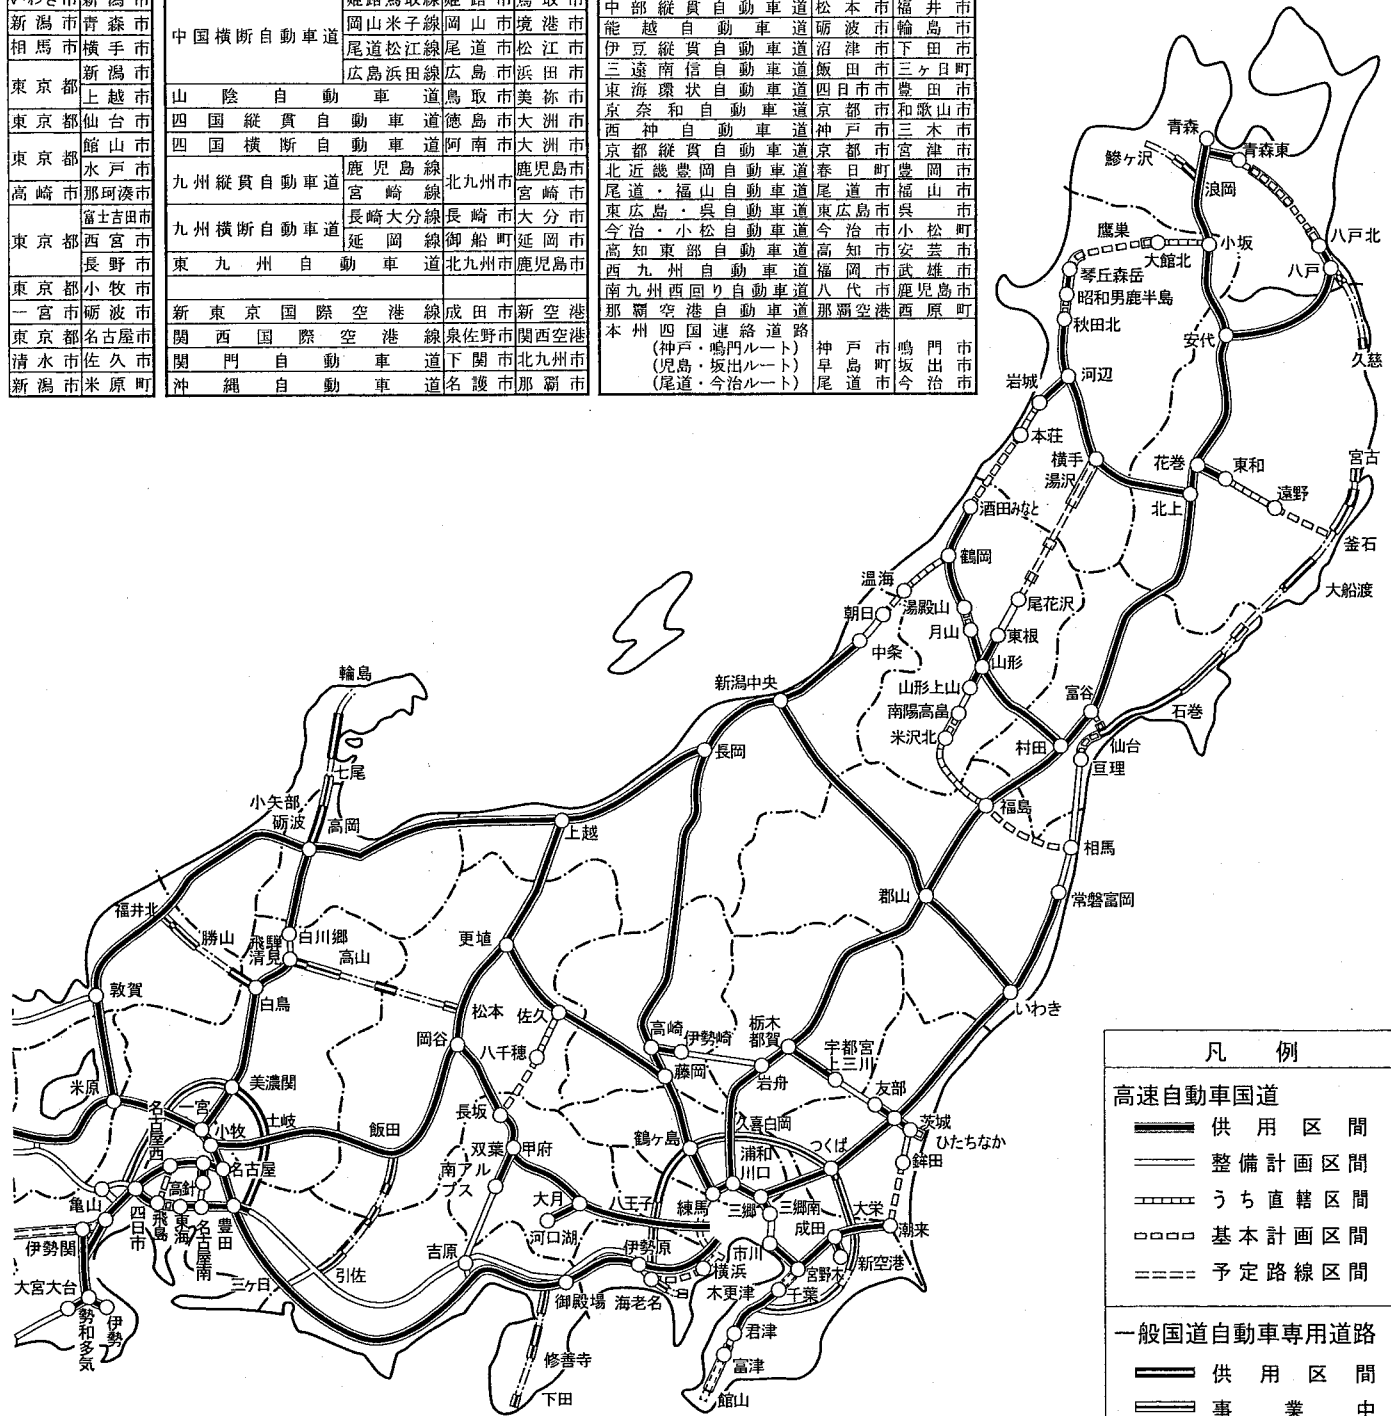 新潟市 青森市
相馬市 横手市
東京都 新潟市
上越市
東京都 仙台市
東京都 館山市
水戸市
高崎市 那珂湊市
東京都 富士吉田市
西宮市
長野市
東京都 小牧市
一宮市 砺波市
東京都 名古屋市
清水市 佐久市
新潟市 米原町
中国横断自動車道 岡山米子線 岡山市 境港市
尾道松江線 尾道市 松江市
広島浜田線 広島市 浜田市
山陰自動車道 鳥取市 美祢市
四国縦貫自動車道 徳島市 大洲市
四国横断自動車道 阿南市 大洲市
九州縦貫自動車道 鹿児島線 北九州市 鹿児島市
宮崎線 宮崎市
九州横断自動車道 長崎大分線 長崎市 大分市
延岡線 御船町 延岡市
東九州自動車道 北九州市 鹿児島市
新東京国際空港線 成田市 新空港
関西国際空港線 泉佐野市 関西空港
関門自動車道 下関市 北九州市
沖縄自動車道 名護市 那覇市
中部縦貫自動車道 松本市 福井市
能越自動車道 砺波市 輪島市
伊豆縦貫自動車道 沼津市 下田市
三遠南信自動車道 飯田市 三ヶ日町
東海環状自動車道 四日市市 豊田市
京奈和自動車道 京都市 和歌山市
西神自動車道 神戸市 三木市
京都縦貫自動車道 京都市 宮津市
北近畿豊岡自動車道 春日町 豊岡市
尾道・福山自動車道 尾道市 福山市
東広島・呉自動車道 東広島市 呉市
今治・小松自動車道 今治市 小松町
高知東部自動車道 高知市 安芸市
西九州自動車道 福岡市 武雄市
南九州西回り自動車道 八代市 鹿児島市
那覇空港自動車道 那覇空港 西原町
本州四国連絡道路
(神戸・鳴門ルート) 神戸市 鳴門市
(児島・坂出ルート) 早島町 坂出市
(尾道・今治ルート) 尾道市 今治市
青森
青森東
鰺ヶ沢
浪岡
鷹巣
大館北
小坂
八戸北
八戸
琴丘森岳
昭和男鹿半島
秋田北
安代
久慈
岩城
河辺
本荘
横手
湯沢
花巻
東和
遠野
宮古
北上
釜石
大船渡
酒田みなと
鶴岡
温海
朝日
湯殿山
尾花沢
月山
東根
中条
山形
新潟中央
山形上山
南陽高畠
米沢北
富谷
石巻
村田
仙台
亘理
輪島
長岡
七尾
小矢部
砺波
高岡
上越
福島
相馬
郡山
常磐富岡
福井北
勝山
飛騨
清見
白川郷
高山
更埴
敦賀
白鳥
松本
佐久
いわき
岡谷
八千穂
高崎
伊勢崎
藤岡
栃木
都賀
岩舟
宇都宮
上三川
友部
茨城
ひたちなか
米原
美濃関
一宮
土岐
小牧
名古屋西
名古屋
飯田
長坂
双葉
甲府
南アル
プス
鶴ヶ島
久喜白岡
浦和
川口
つくば
鉾田
大月
八王子
練馬
三郷
三郷南
成田
大栄
潮来
亀山
高針
四日市
飛島
東海
名古屋南
豊田
伊勢関
河口湖
吉原
伊勢原
横浜
市川
新空港
宮野木
木更津
千葉
大宮大台
勢和多気
伊勢
三ヶ日
引佐
御殿場
海老名
君津
修善寺
富津
下田
館山
凡例
高速自動車国道
供用区間
整備計画区間
うち直轄区間
基本計画区間
予定路線区間
一般国道自動車専用道路
供用区間
事業中